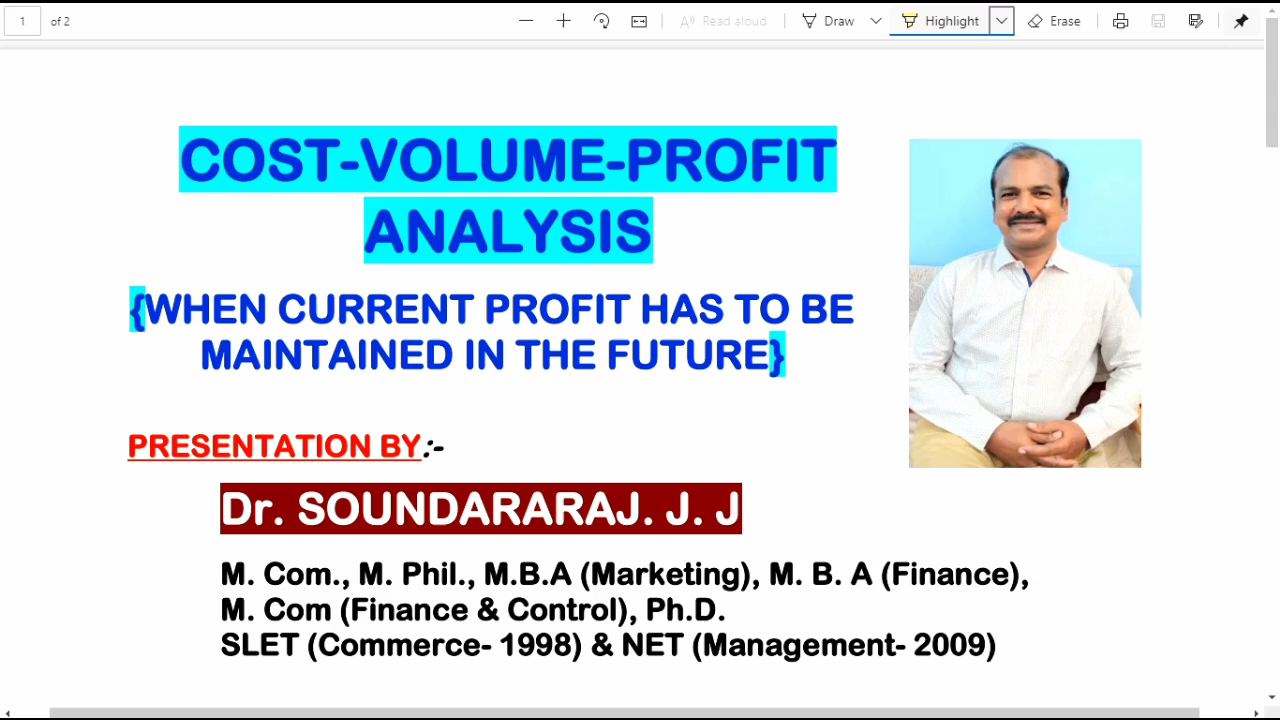 1 of 2 Read aloud Draw Highlight Erase
COST-VOLUME-PROFIT
ANALYSIS
{WHEN CURRENT PROFIT HAS TO BE
MAINTAINED IN THE FUTURE}
PRESENTATION BY:-
Dr. SOUNDARARAJ. J. J
M. Com., M. Phil., M.B.A (Marketing), M. B. A (Finance),
M. Com (Finance & Control), Ph.D.
SLET (Commerce- 1998) & NET (Management- 2009)